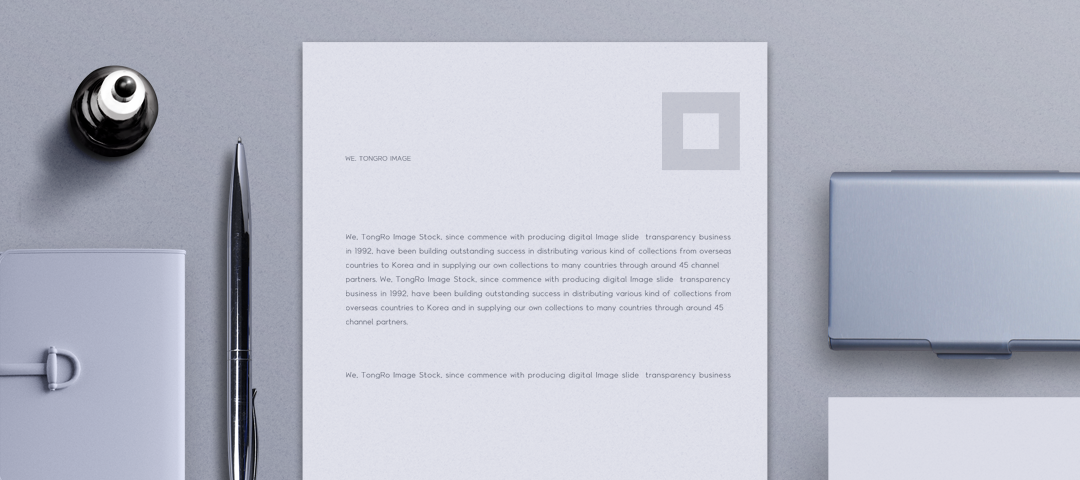 WE. TONGRO IMAGE
We, TongRo Image Stock, since commence with producing digital Image slide transparency business
in 1992, have been building outstanding success in distributing various kind of collections from overseas
countries to Korea and in supplying our own collections to many countries through around 45 channel
partners. We, TongRo Image Stock, since commence with producing digital Image slide transparency
business in 1992, have been building outstanding success in distributing various kind of collections from
overseas countries to Korea and in supplying our own collections to many countries through around 45
channel partners.
We, TongRo Image Stock, since commence with producing digital Image slide transparency business